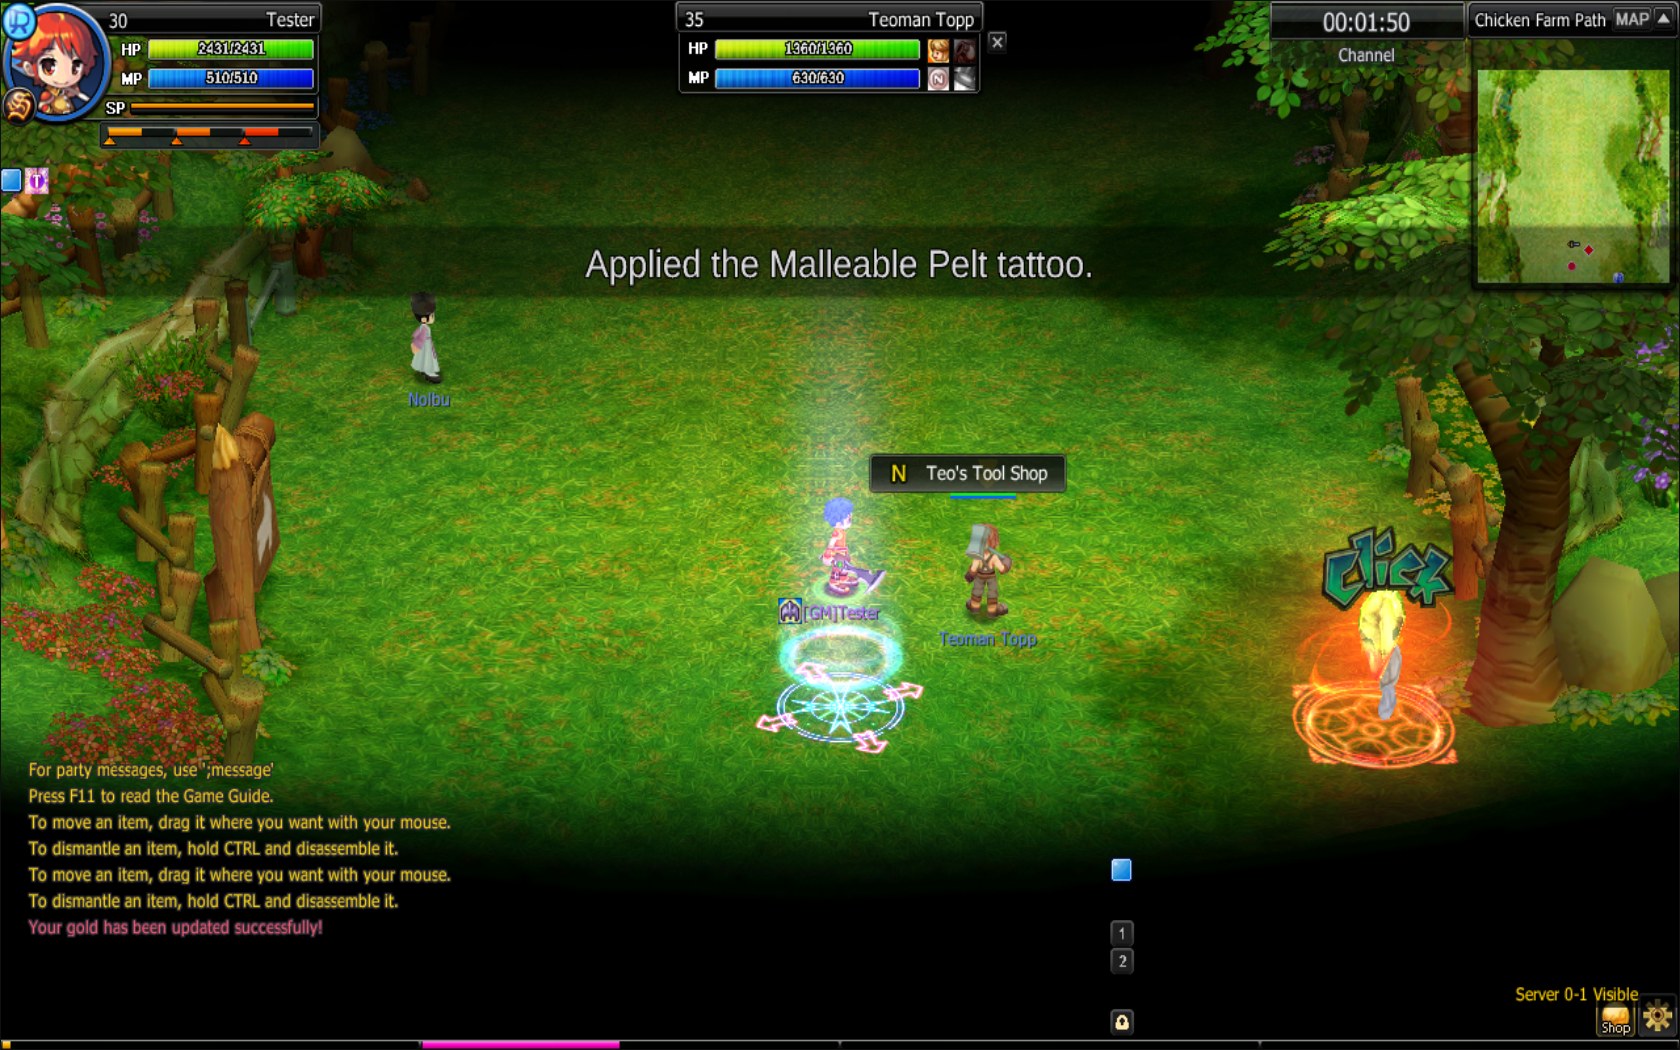 30 Tester
HP 2431/2431
MP 510/510
SP
T
35 Teoman Topp
HP 1360/1360
MP 630/630
N
00:01:50
Channel
Chicken Farm Path MAP
Applied the Malleable Pelt tattoo.
Nolbu
N Teo's Tool Shop
[GM]Tester
Teoman Topp
Click
For party messages, use ';message'
Press F11 to read the Game Guide.
To move an item, drag it where you want with your mouse.
To dismantle an item, hold CTRL and disassemble it.
To move an item, drag it where you want with your mouse.
To dismantle an item, hold CTRL and disassemble it.
Your gold has been updated successfully!
1
2
Server 0-1 Visible
Shop